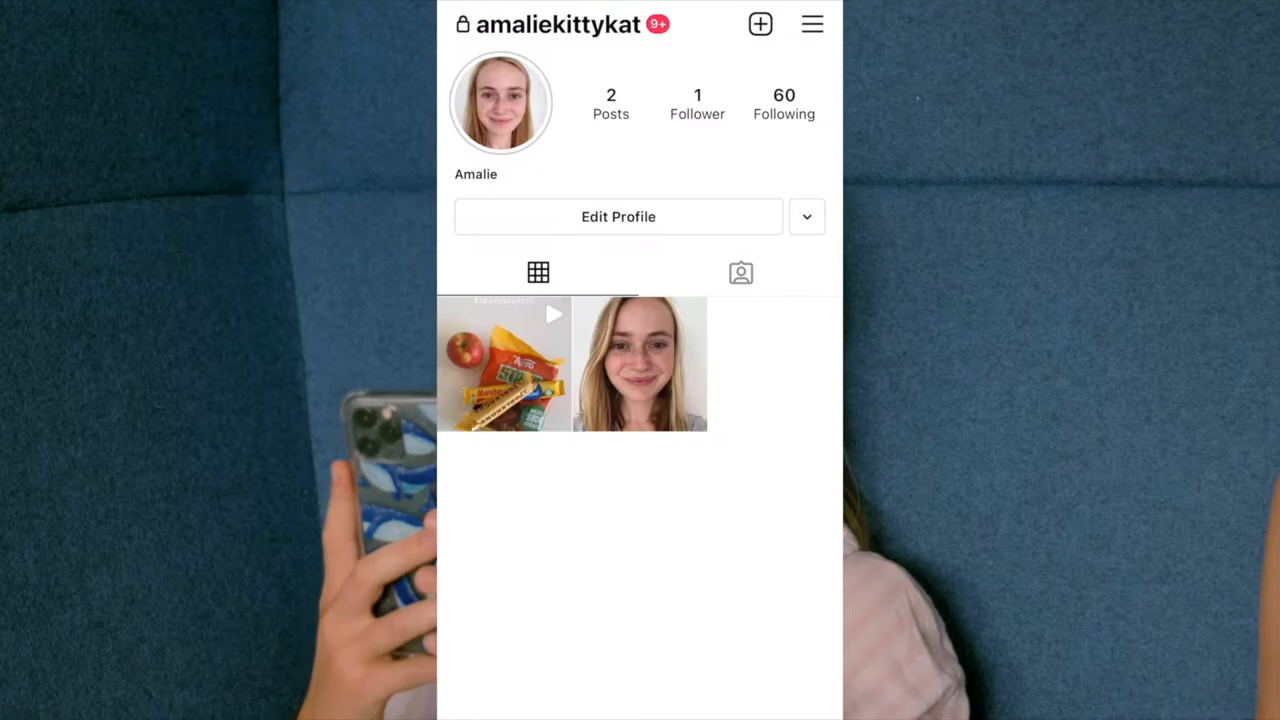 amaliekittykat 9+
2
Posts
1
Follower
60
Following
Amalie
Edit Profile